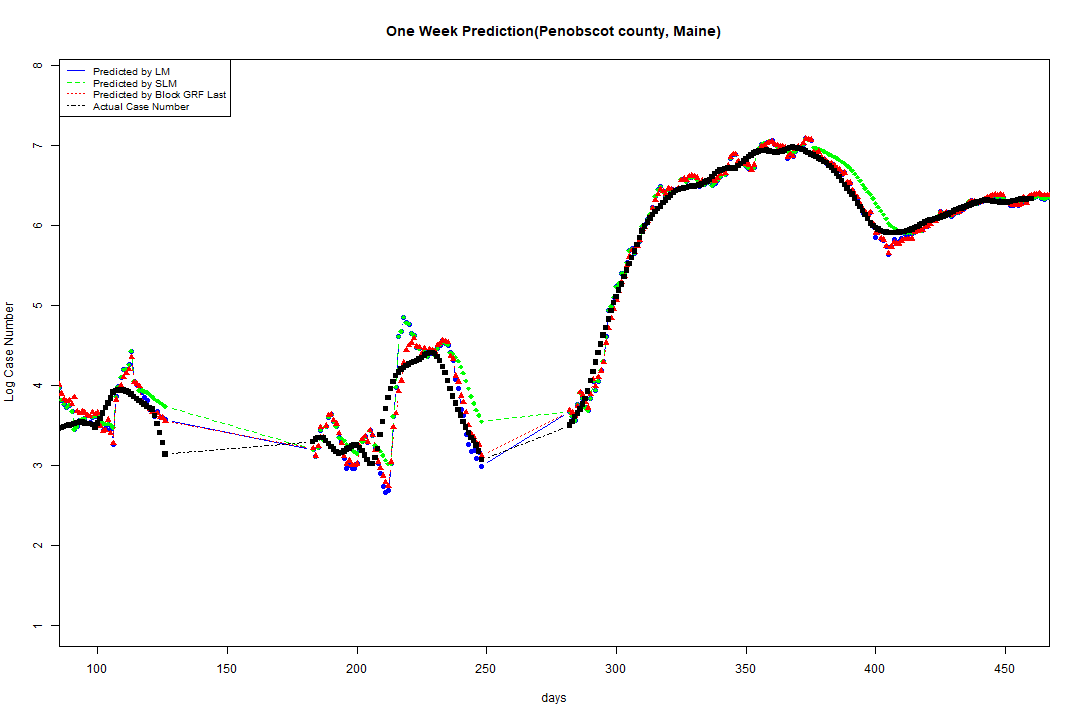 One Week Prediction(Penobscot county, Maine)
Predicted by LM
Predicted by SLM
Predicted by Block GRF Last
Actual Case Number
8
7
6
5
4
3
2
1
Log Case Number
100 150 200 250 300 350 400 450
days